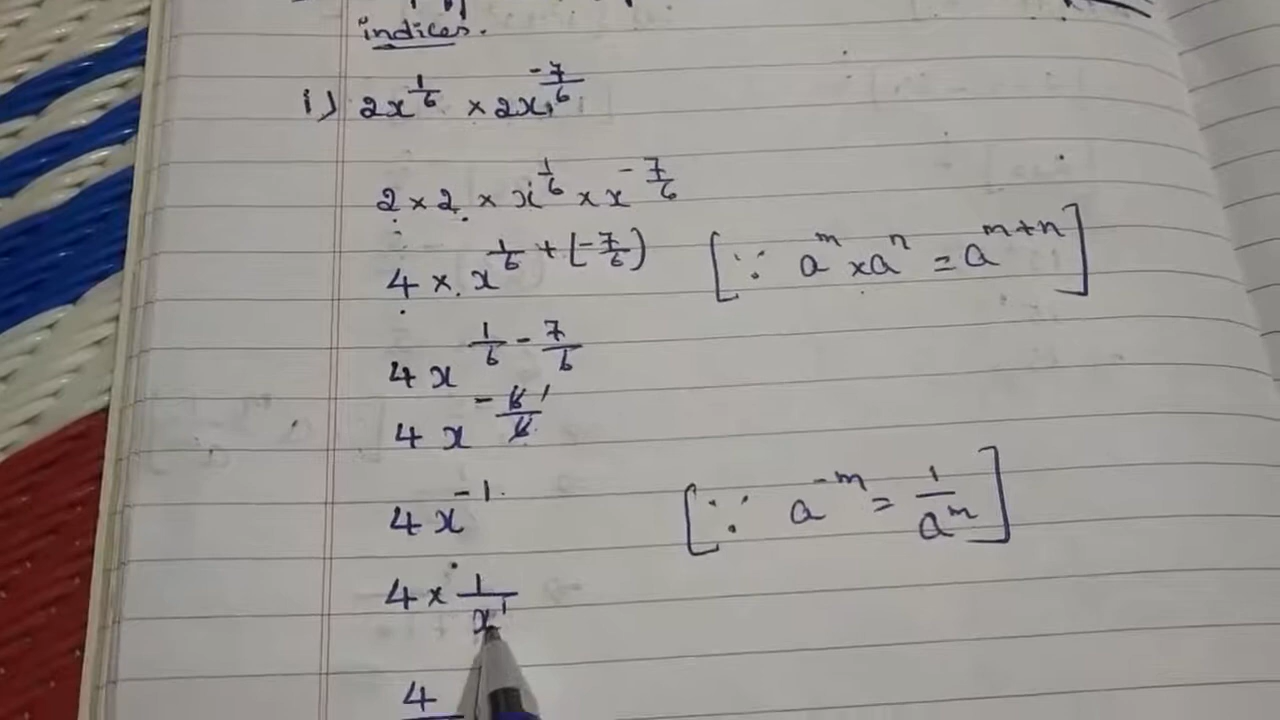 indices.
i) 2x^(1/6) × 2x^(-7/6)
2 × 2 × x^(1/6) × x^(-7/6)
4 × x^(1/6 + (-7/6)) [∵ a^m × a^n = a^(m+n)]
4x^(1/6 - 7/6)
4x^(-6/6) 1
4x^(-1) [∵ a^(-m) = 1/a^m]
4 × 1/x^1
4